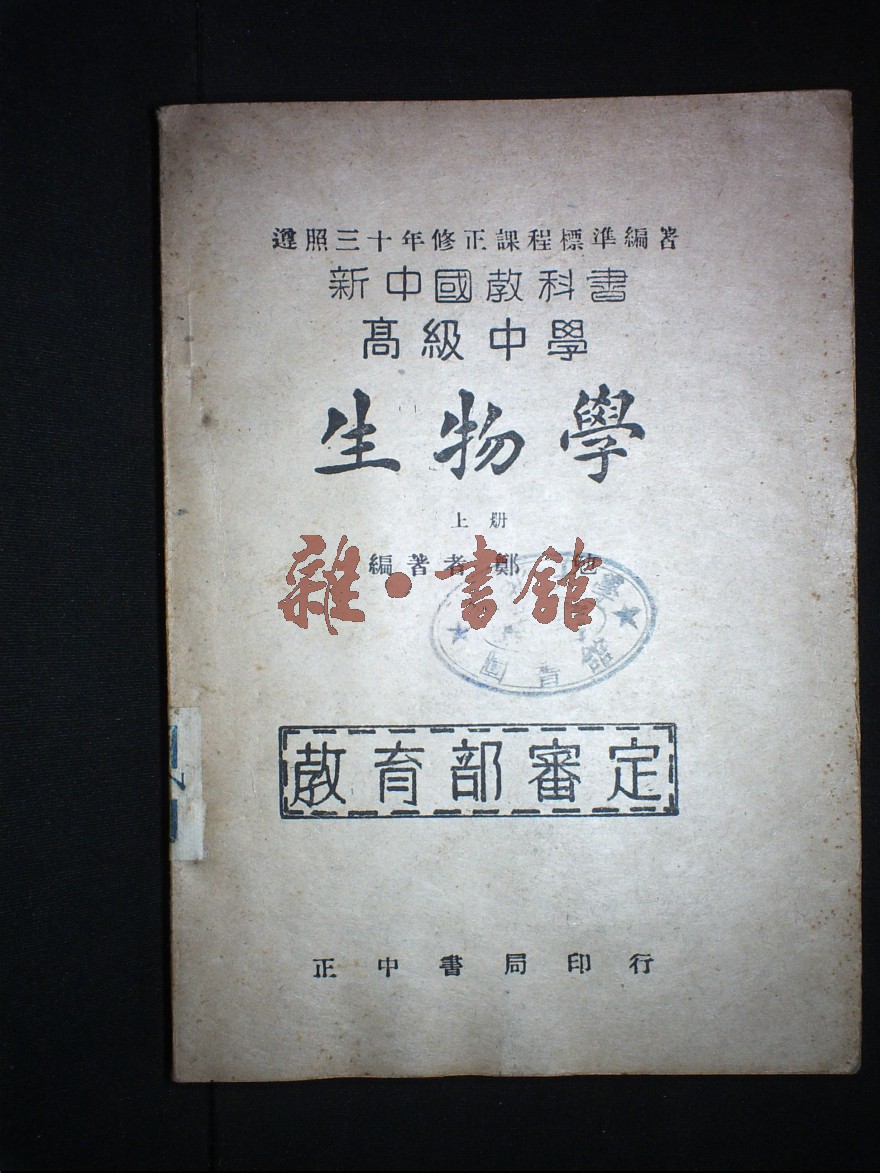 遵照三十年修正課程標準編著
新中國教科書
高級中學
生物學
上册
編著者 鄭 勉
雜·書館
教育部審定
正中書局印行